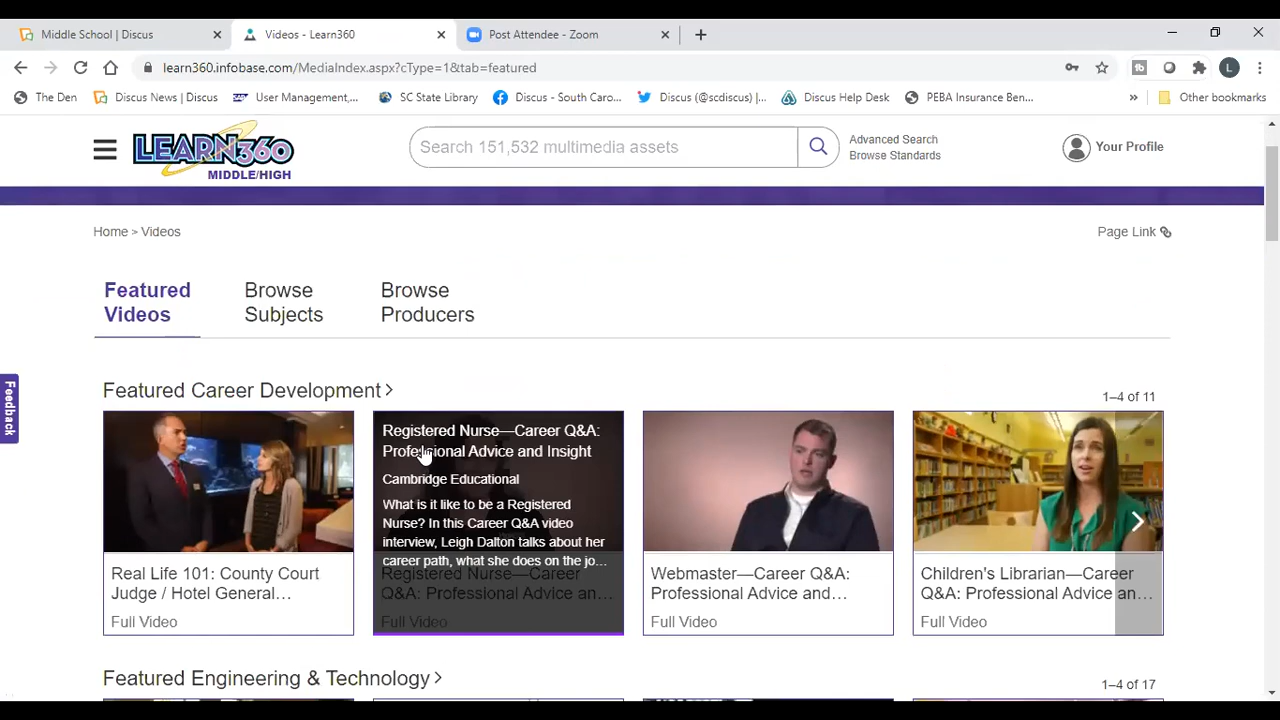 Middle School | Discus
Videos - Learn360
Post Attendee - Zoom
learn360.infobase.com/MediaIndex.aspx?cType=1&tab=featured
L
The Den
Discus News | Discus
User Management,...
SC State Library
Discus - South Caro...
Discus (@scdiscus) |...
Discus Help Desk
PEBA Insurance Ben...
»
Other bookmarks
LEARN360
MIDDLE/HIGH
Search 151,532 multimedia assets
Advanced Search
Browse Standards
Your Profile
Home > Videos
Page Link
Featured
Videos
Browse
Subjects
Browse
Producers
Feedback
Featured Career Development >
1–4 of 11
Real Life 101: County Court
Judge / Hotel General…
Full Video
Registered Nurse—Career Q&A:
Professional Advice and Insight
Cambridge Educational
What is it like to be a Registered
Nurse? In this Career Q&A video
interview, Leigh Dalton talks about her
career path, what she does on the jo...
Registered Nurse—Career
Q&A: Professional Advice an…
Full Video
Webmaster—Career Q&A:
Professional Advice and…
Full Video
Children's Librarian—Career
Q&A: Professional Advice an…
Full Video
Featured Engineering & Technology >
1–4 of 17